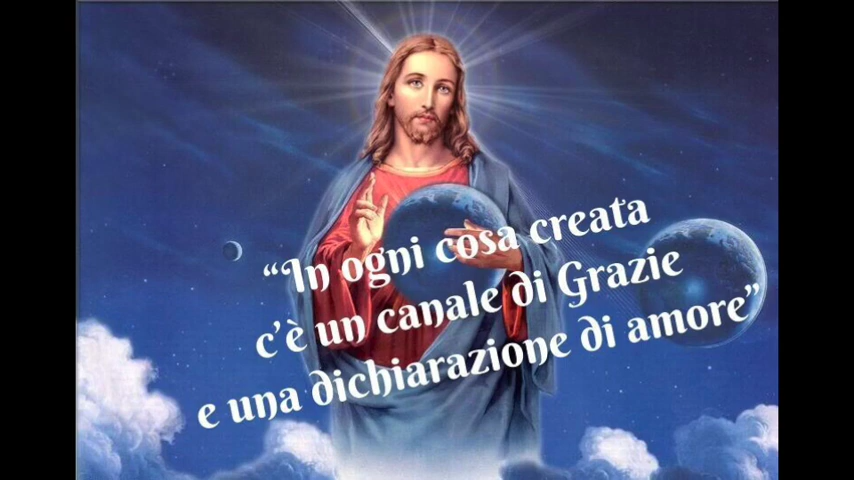 “In ogni cosa creata
c’è un canale di Grazie
e una dichiarazione di amore”